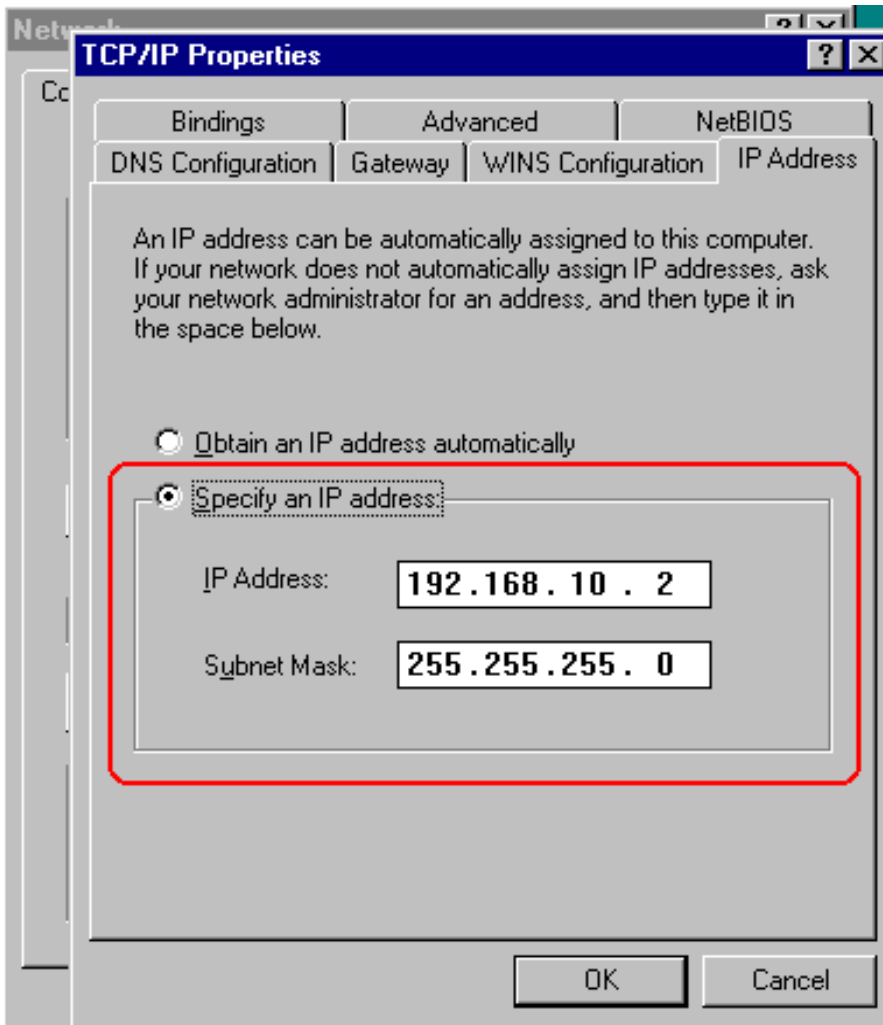 Network
TCP/IP Properties
Co
Bindings
Advanced
NetBIOS
DNS Configuration
Gateway
WINS Configuration
IP Address
An IP address can be automatically assigned to this computer.
If your network does not automatically assign IP addresses, ask
your network administrator for an address, and then type it in
the space below.
Obtain an IP address automatically
Specify an IP address:
IP Address:
192.168. 10 . 2
Subnet Mask:
255.255.255. 0
OK
Cancel